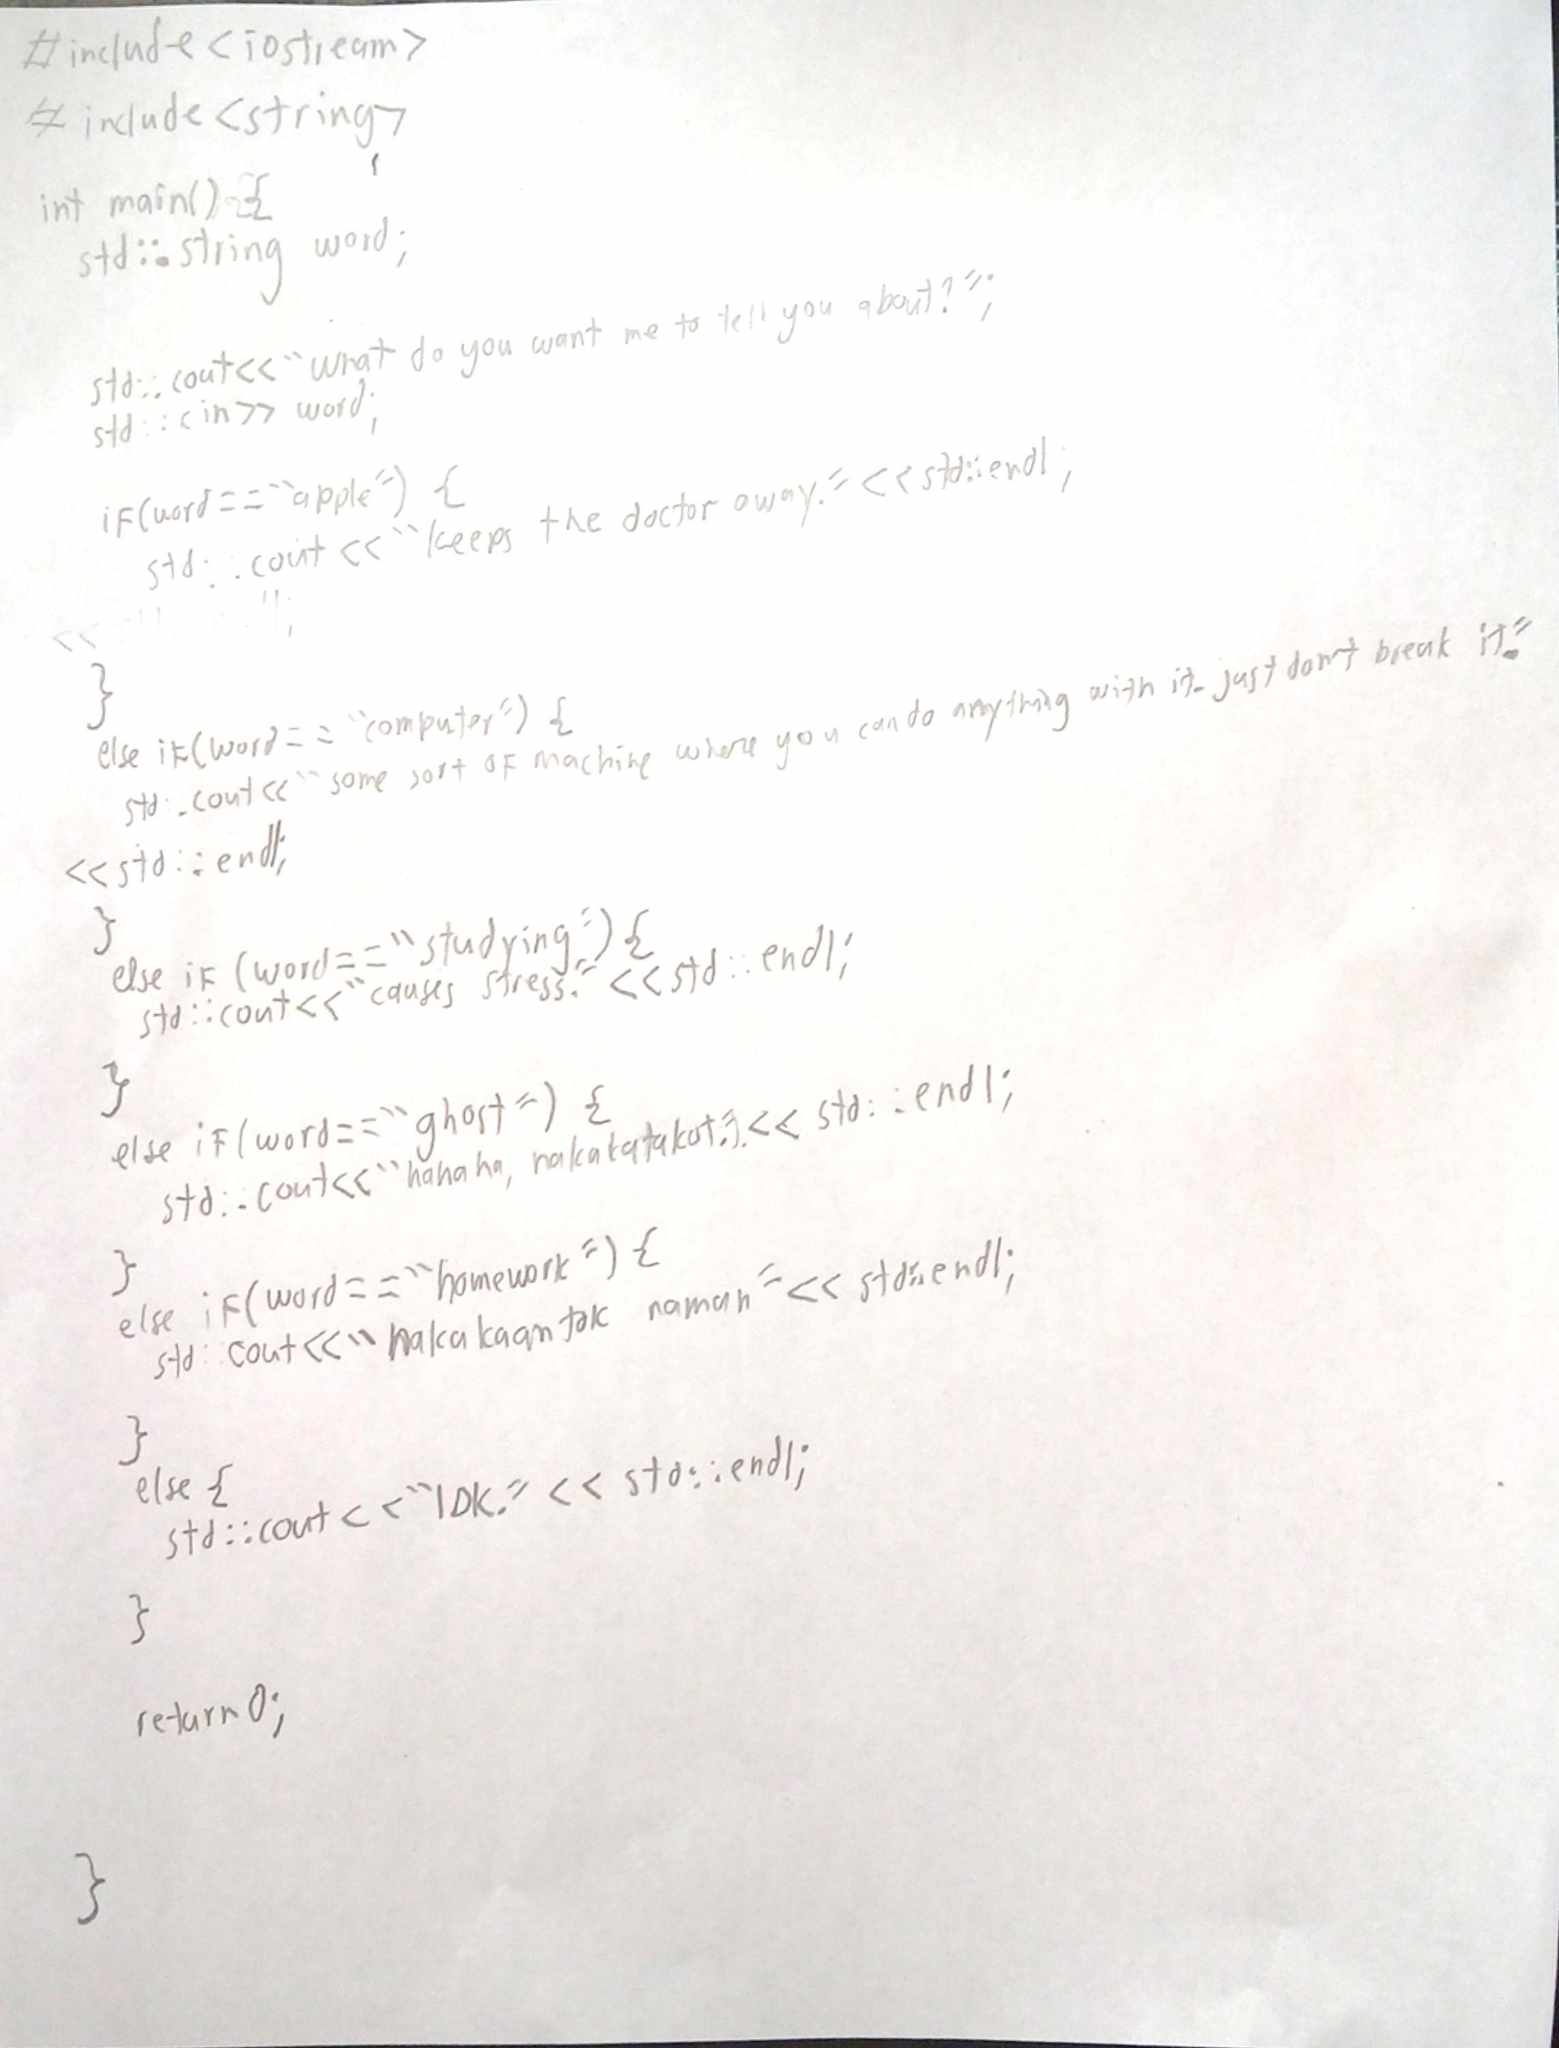 #include <iostream>
#include <string>
int main() {
std::string word;
std::cout<<"what do you want me to tell you about?";
std::cin>> word;
if(word=="apple") {
std::cout <<"keeps the doctor away."<<std::endl;
<<
}
else if(word=="computer") {
std::cout<<"some sort of machine where you can do anything with it. just don't break it."
<<std::endl;
}
else if (word=="studying"){
std::cout<<"causes stress."<<std::endl;
}
else if(word=="ghost") {
std::cout<<"hahaha, nakakatakot."<< std::endl;
}
else if(word=="homework"){
std::cout<<"nakakaantok naman"<< std::endl;
}
else {
std::cout<<"IDK."<< std::endl;
}
return 0;
}